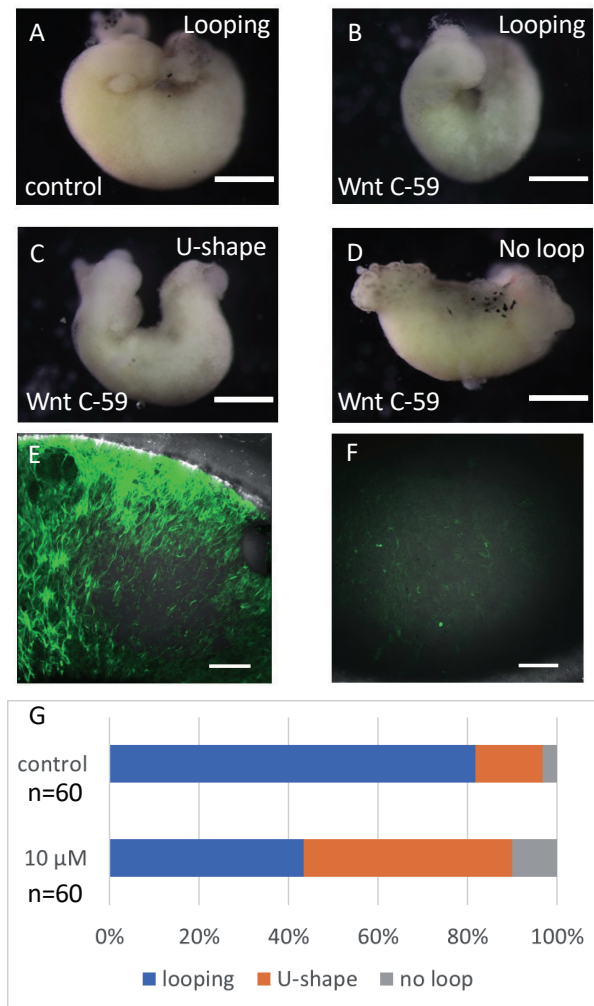 A
Looping
control
B
Looping
Wnt C-59
C
U-shape
Wnt C-59
D
No loop
Wnt C-59
E
F
G
control
n=60
10 µM
n=60
0% 20% 40% 60% 80% 100%
looping U-shape no loop